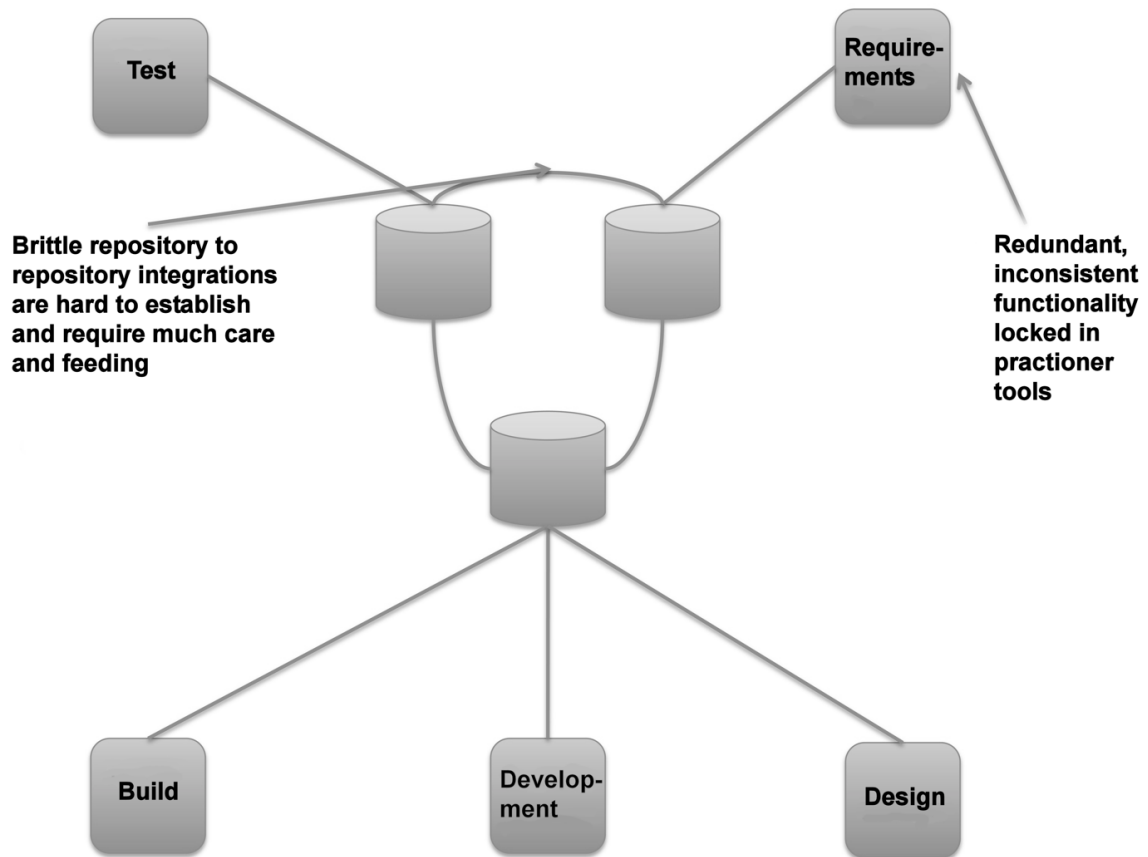 Test
Require-
ments
Brittle repository to
repository integrations
are hard to establish
and require much care
and feeding
Redundant,
inconsistent
functionality
locked in
practioner
tools
Build
Develop-
ment
Design